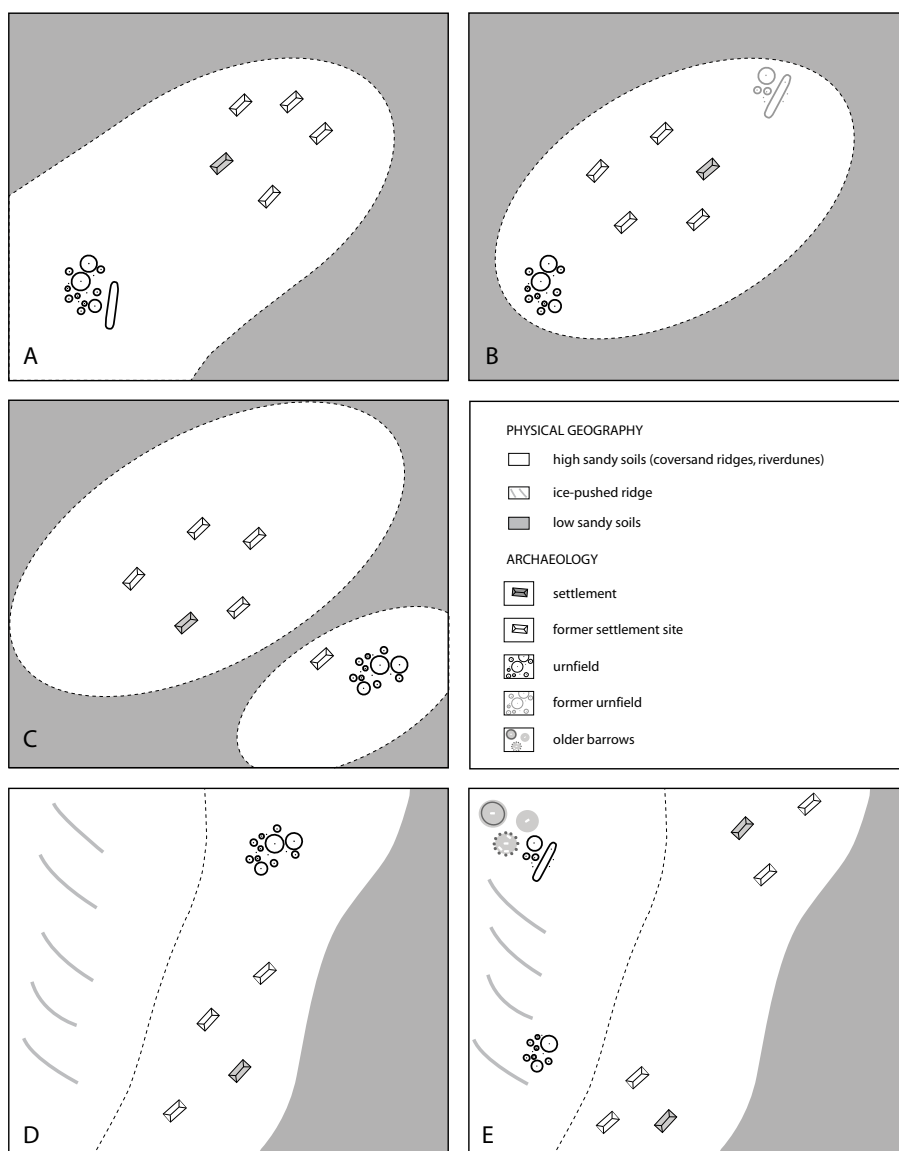 A
B
C
PHYSICAL GEOGRAPHY
high sandy soils (coversand ridges, riverdunes)
ice-pushed ridge
low sandy soils
ARCHAEOLOGY
settlement
former settlement site
urnfield
former urnfield
older barrows
D
E